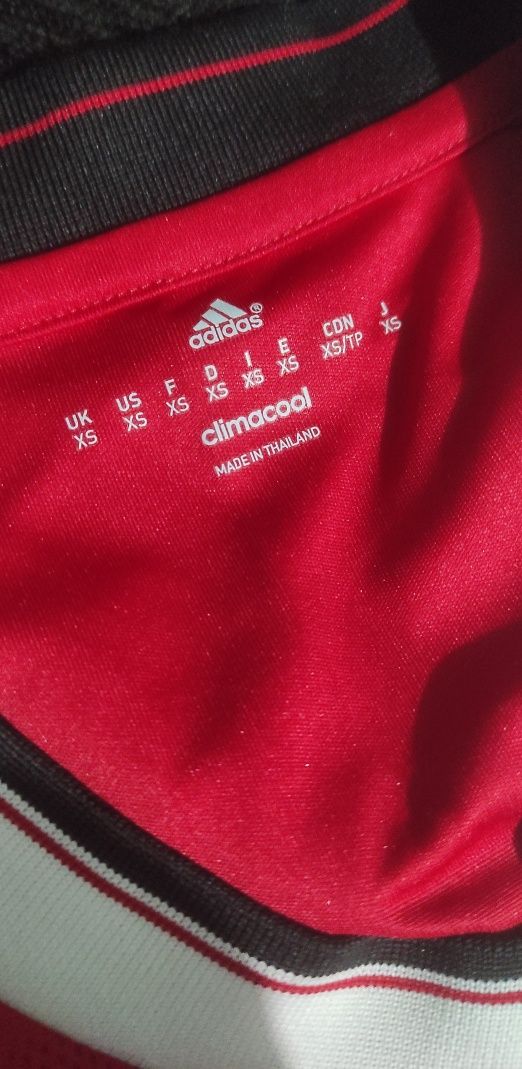 adidas®
UK US F D I E CDN J
XS XS XS XS XS XS XS/TP XS
climacool
MADE IN THAILAND